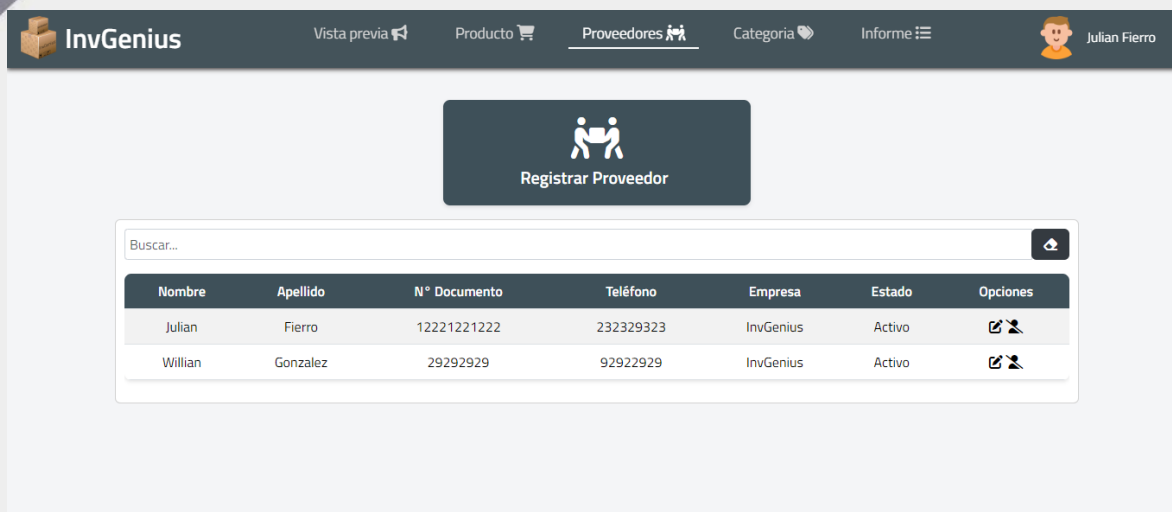 InvGenius Vista previa Producto Proveedores Categoria Informe Julian Fierro
Registrar Proveedor
Buscar...
Nombre Apellido N° Documento Teléfono Empresa Estado Opciones
Julian Fierro 12221221222 232329323 InvGenius Activo
Willian Gonzalez 29292929 92922929 InvGenius Activo